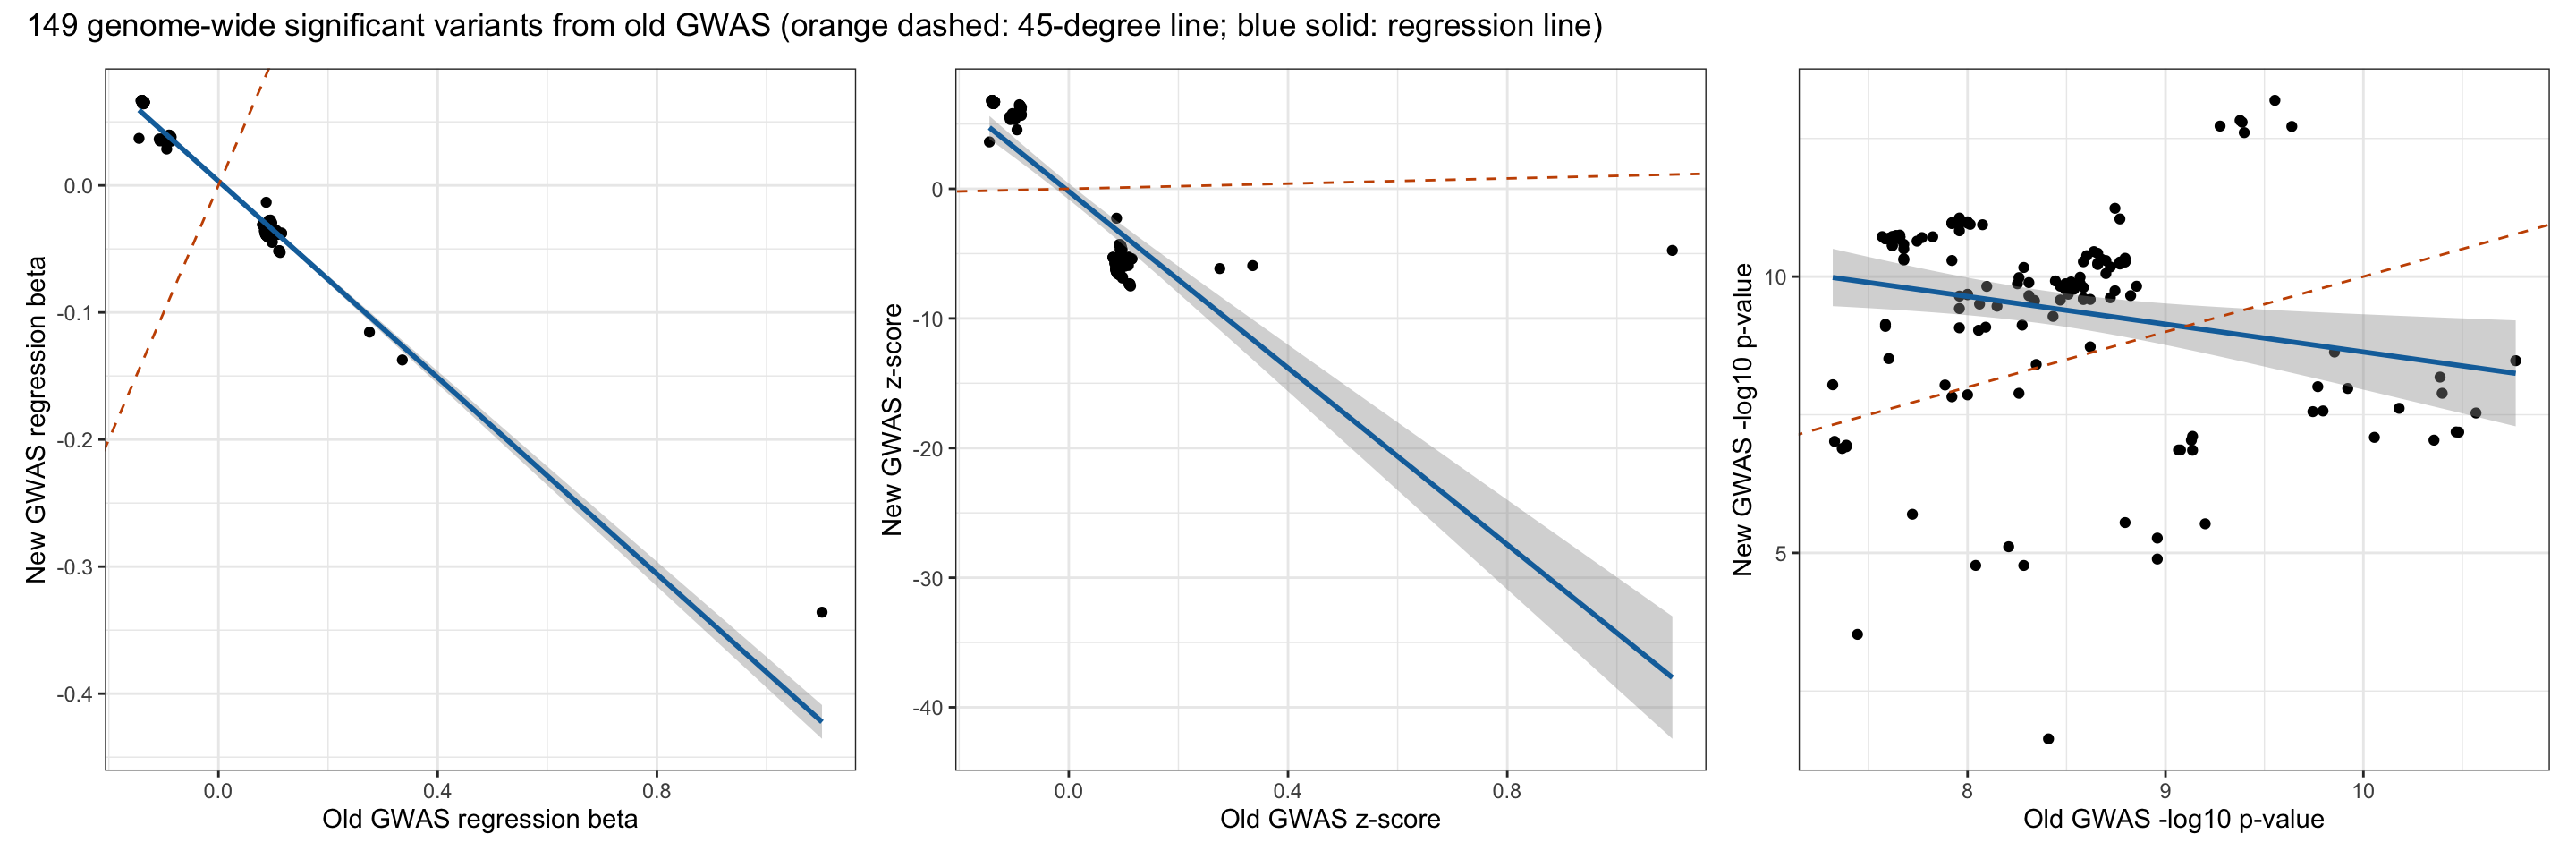 149 genome-wide significant variants from old GWAS (orange dashed: 45-degree line; blue solid: regression line)
New GWAS regression beta
0.0
-0.1
-0.2
-0.3
-0.4
0.0 0.4 0.8
Old GWAS regression beta
New GWAS z-score
0
-10
-20
-30
-40
0.0 0.4 0.8
Old GWAS z-score
New GWAS -log10 p-value
10
5
8 9 10
Old GWAS -log10 p-value